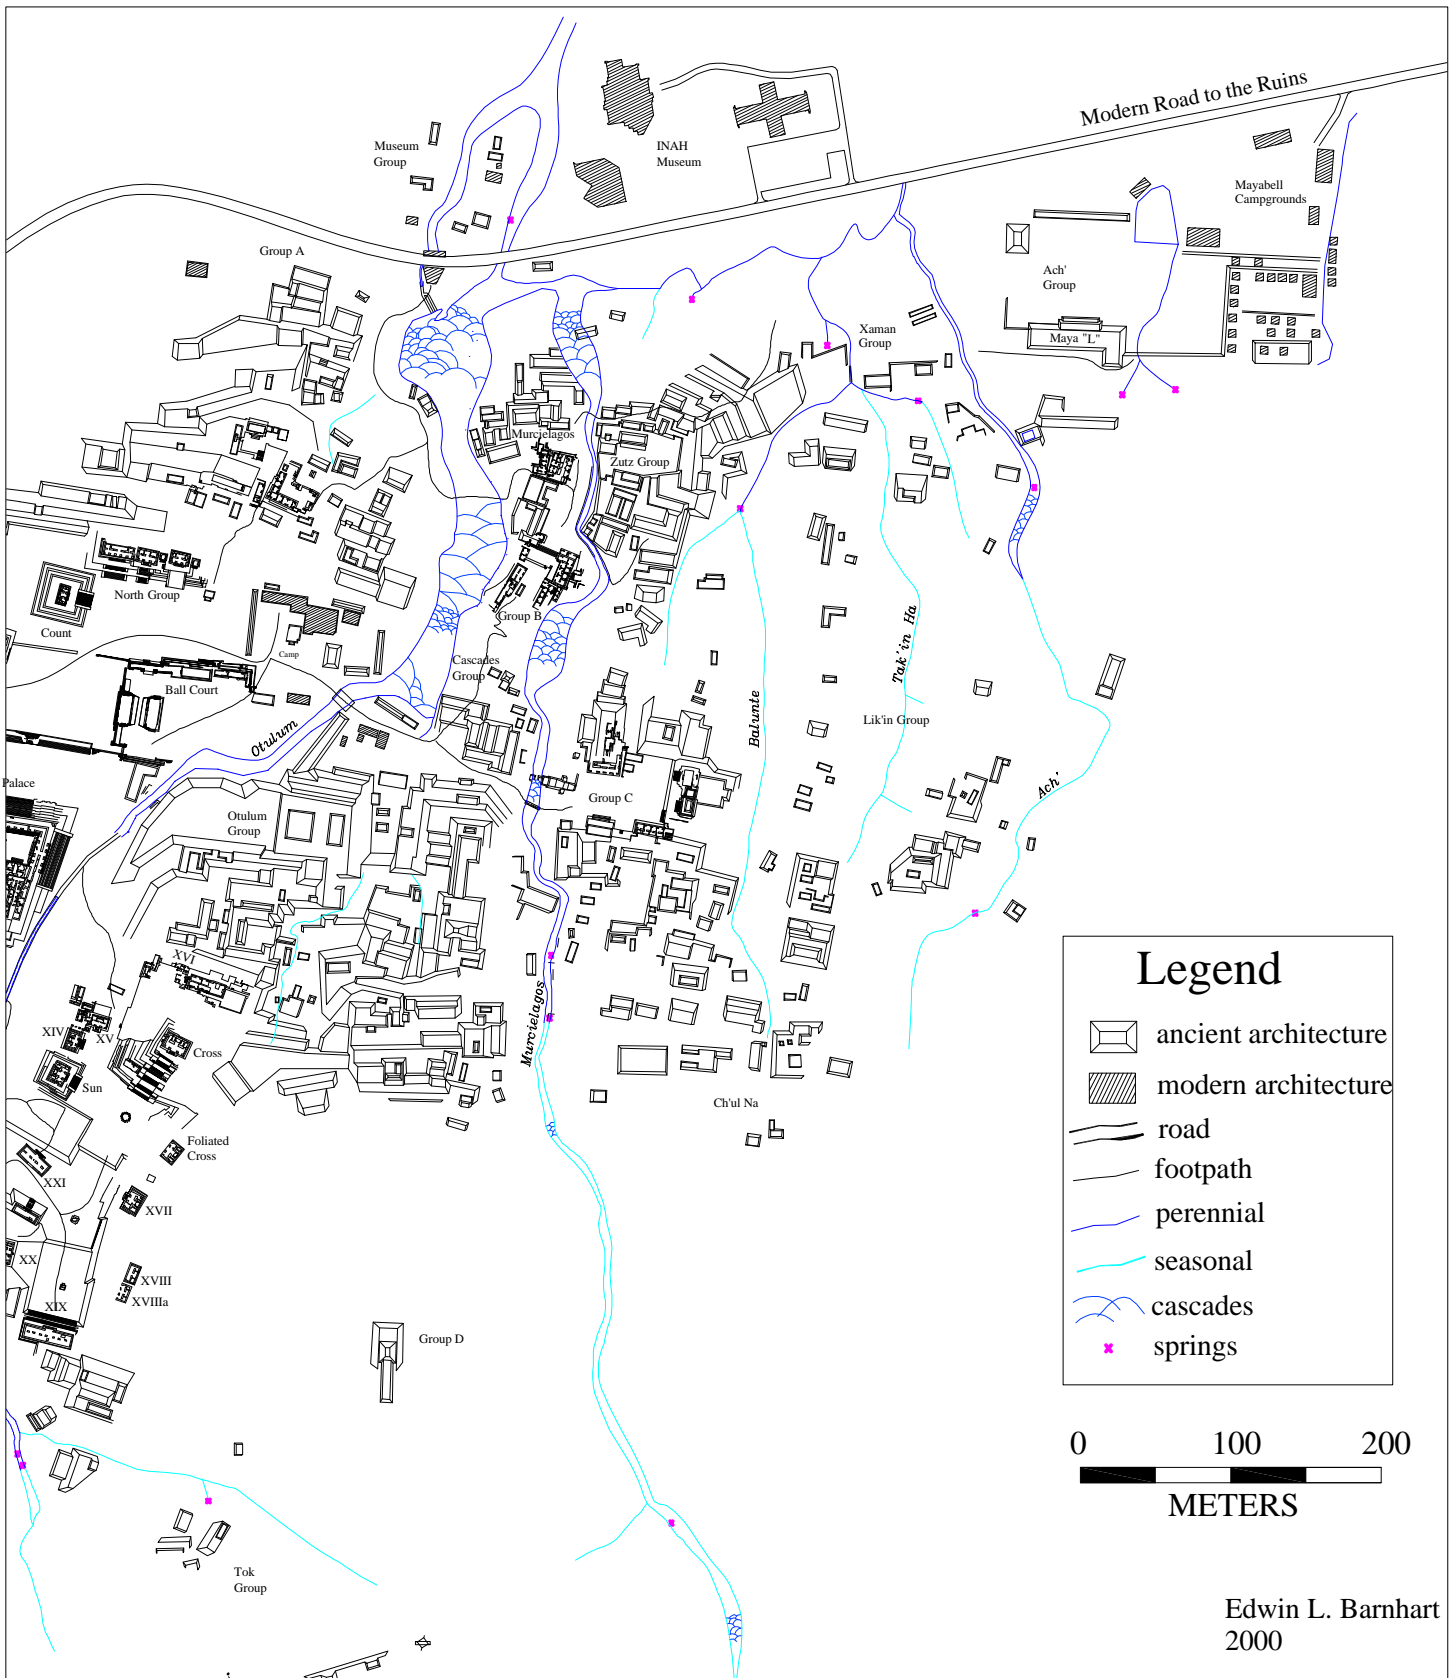 Modern Road to the Ruins
Museum
Group
INAH
Museum
Mayabell
Campgrounds
Group A
Ach'
Group
Xaman
Group
Maya "L"
Murcielagos
Zutz Group
North Group
Count
Group B
Camp
Cascades
Group
Ball Court
Otulum
Tak'in Ha
Balunte
Lik'in Group
Ach'
Palace
Group C
Otulum
Group
XVI
Murcielagos
XIV
XV
Cross
Sun
Ch'ul Na
Foliated
Cross
XXI
XVII
XX
XVIII
XVIIIa
XIX
Group D
Tok
Group
Legend
ancient architecture
modern architecture
road
footpath
perennial
seasonal
cascades
springs
0 100 200
METERS
Edwin L. Barnhart
2000